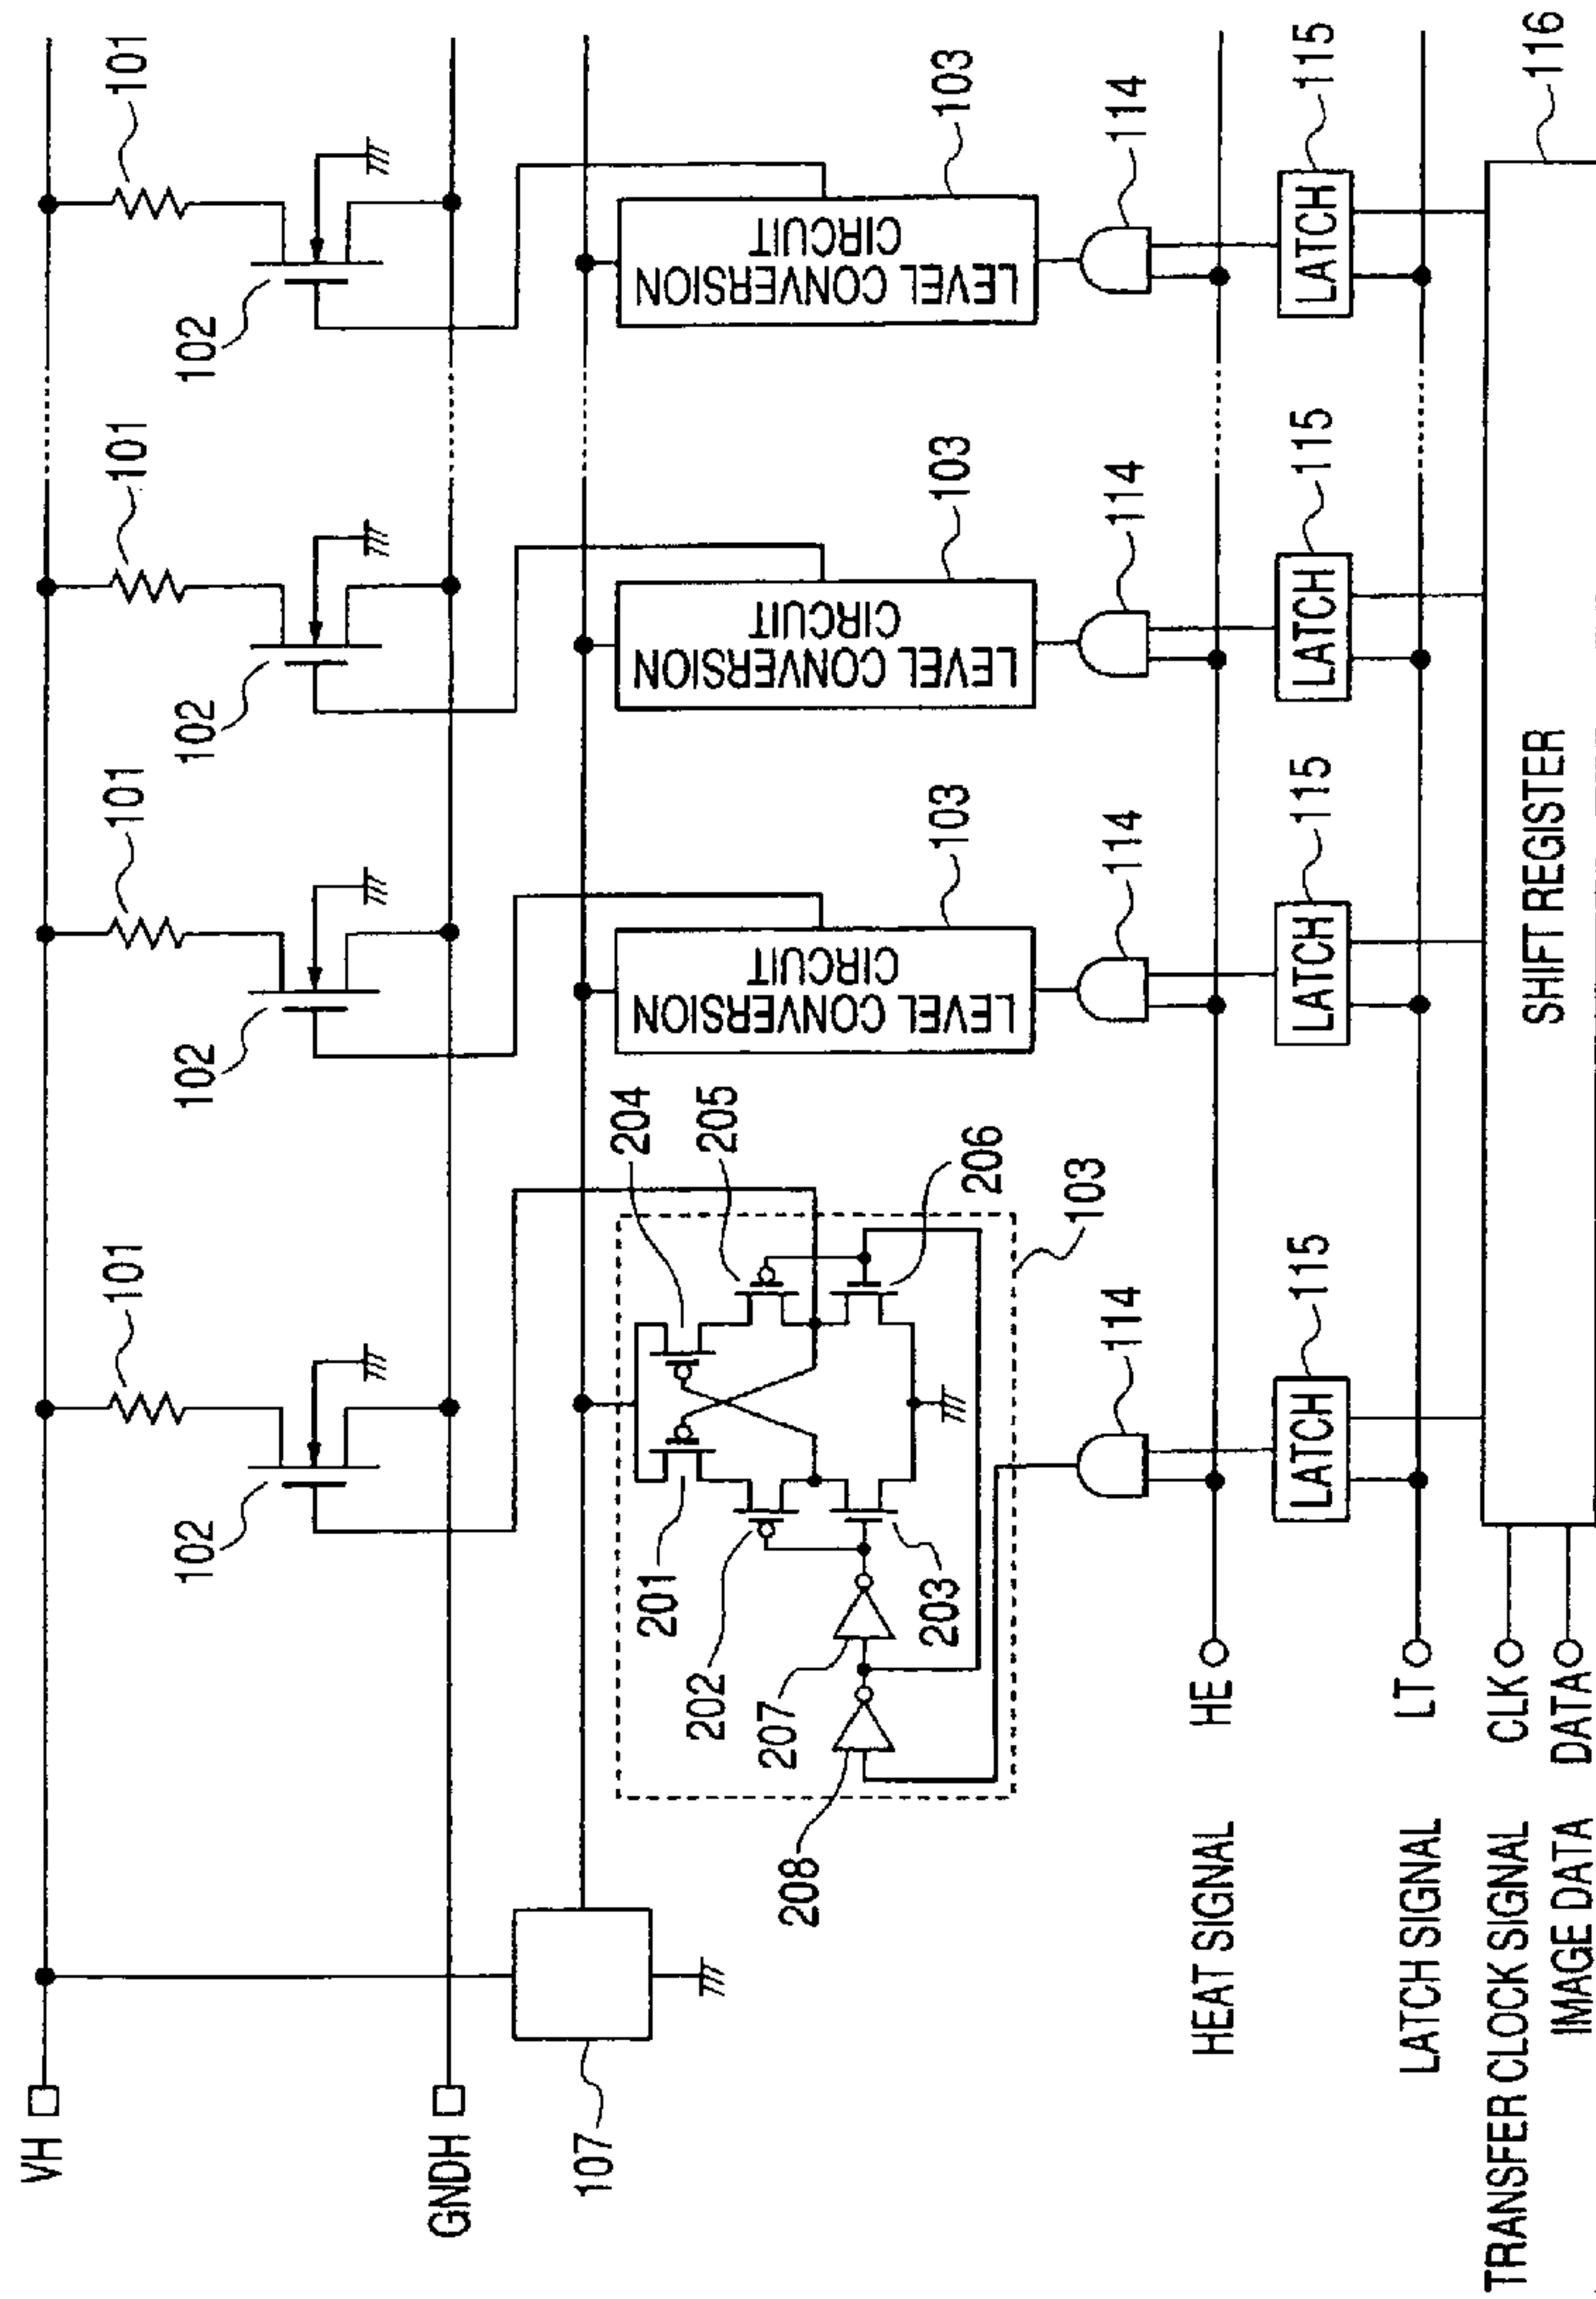 VH
GNDH
107
101
101
101
101
102
102
102
102
204
205
206
201
202
203
207
208
103
LEVEL CONVERSION
CIRCUIT
103
LEVEL CONVERSION
CIRCUIT
103
LEVEL CONVERSION
CIRCUIT
103
114
114
114
114
HEAT SIGNAL HE
LATCH
115
LATCH
115
LATCH
115
LATCH
115
LATCH SIGNAL LT
TRANSFER CLOCK SIGNAL CLK
IMAGE DATA DATA
SHIFT REGISTER
116